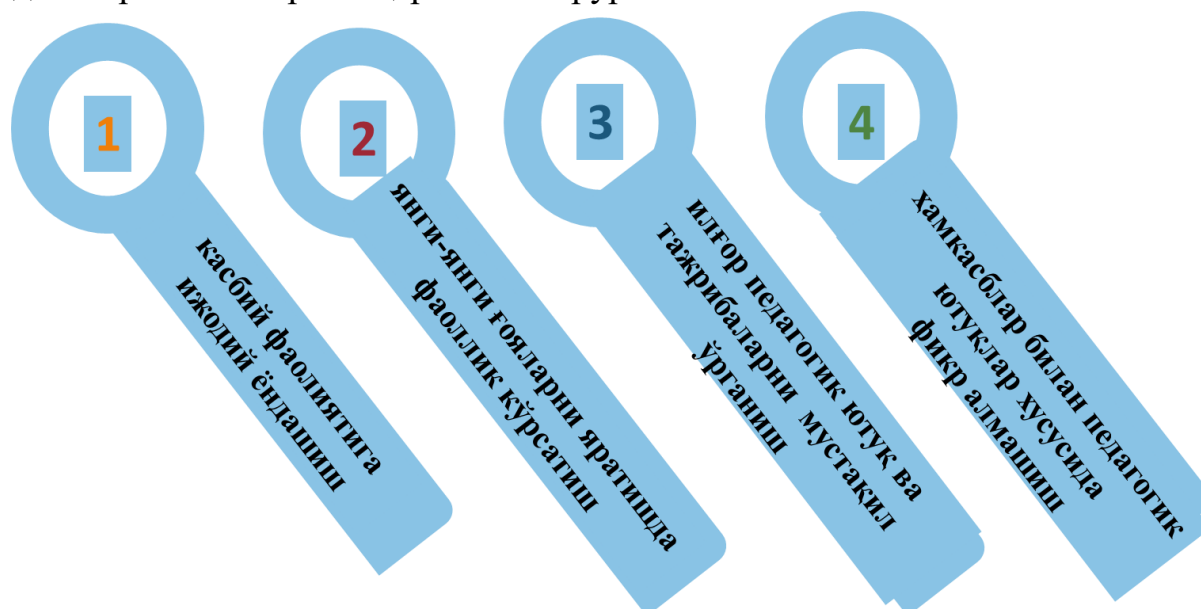 1
касбий фаолиятига
ижодий ёндашиш
2
янги-янги ғояларни яратишда
фаоллик кўрсатиш
3
илғор педагогик ютуқ ва
тажрибаларни мустақил
ўрганиш
4
ҳамкасблар билан педагогик
ютуқлар хусусида
фикр алмашиш